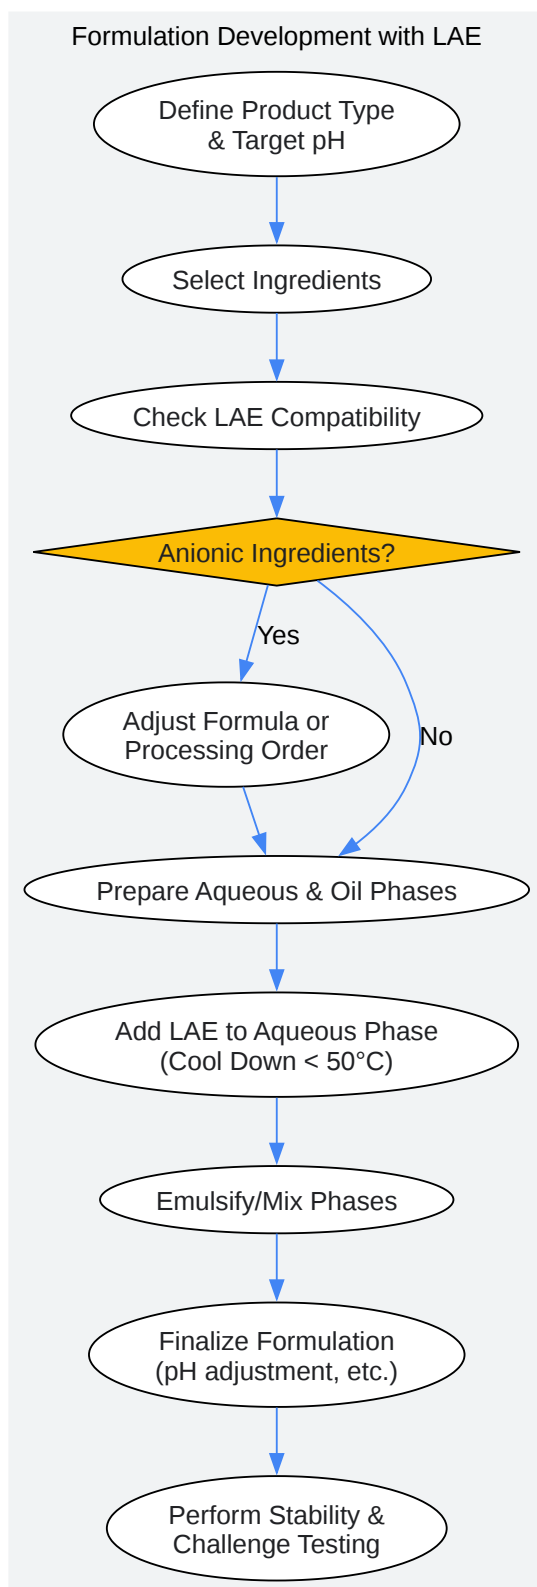 Formulation Development with LAE
Define Product Type
& Target pH
Select Ingredients
Check LAE Compatibility
Anionic Ingredients?
Yes
Adjust Formula or
Processing Order
No
Prepare Aqueous & Oil Phases
Add LAE to Aqueous Phase
(Cool Down < 50°C)
Emulsify/Mix Phases
Finalize Formulation
(pH adjustment, etc.)
Perform Stability &
Challenge Testing